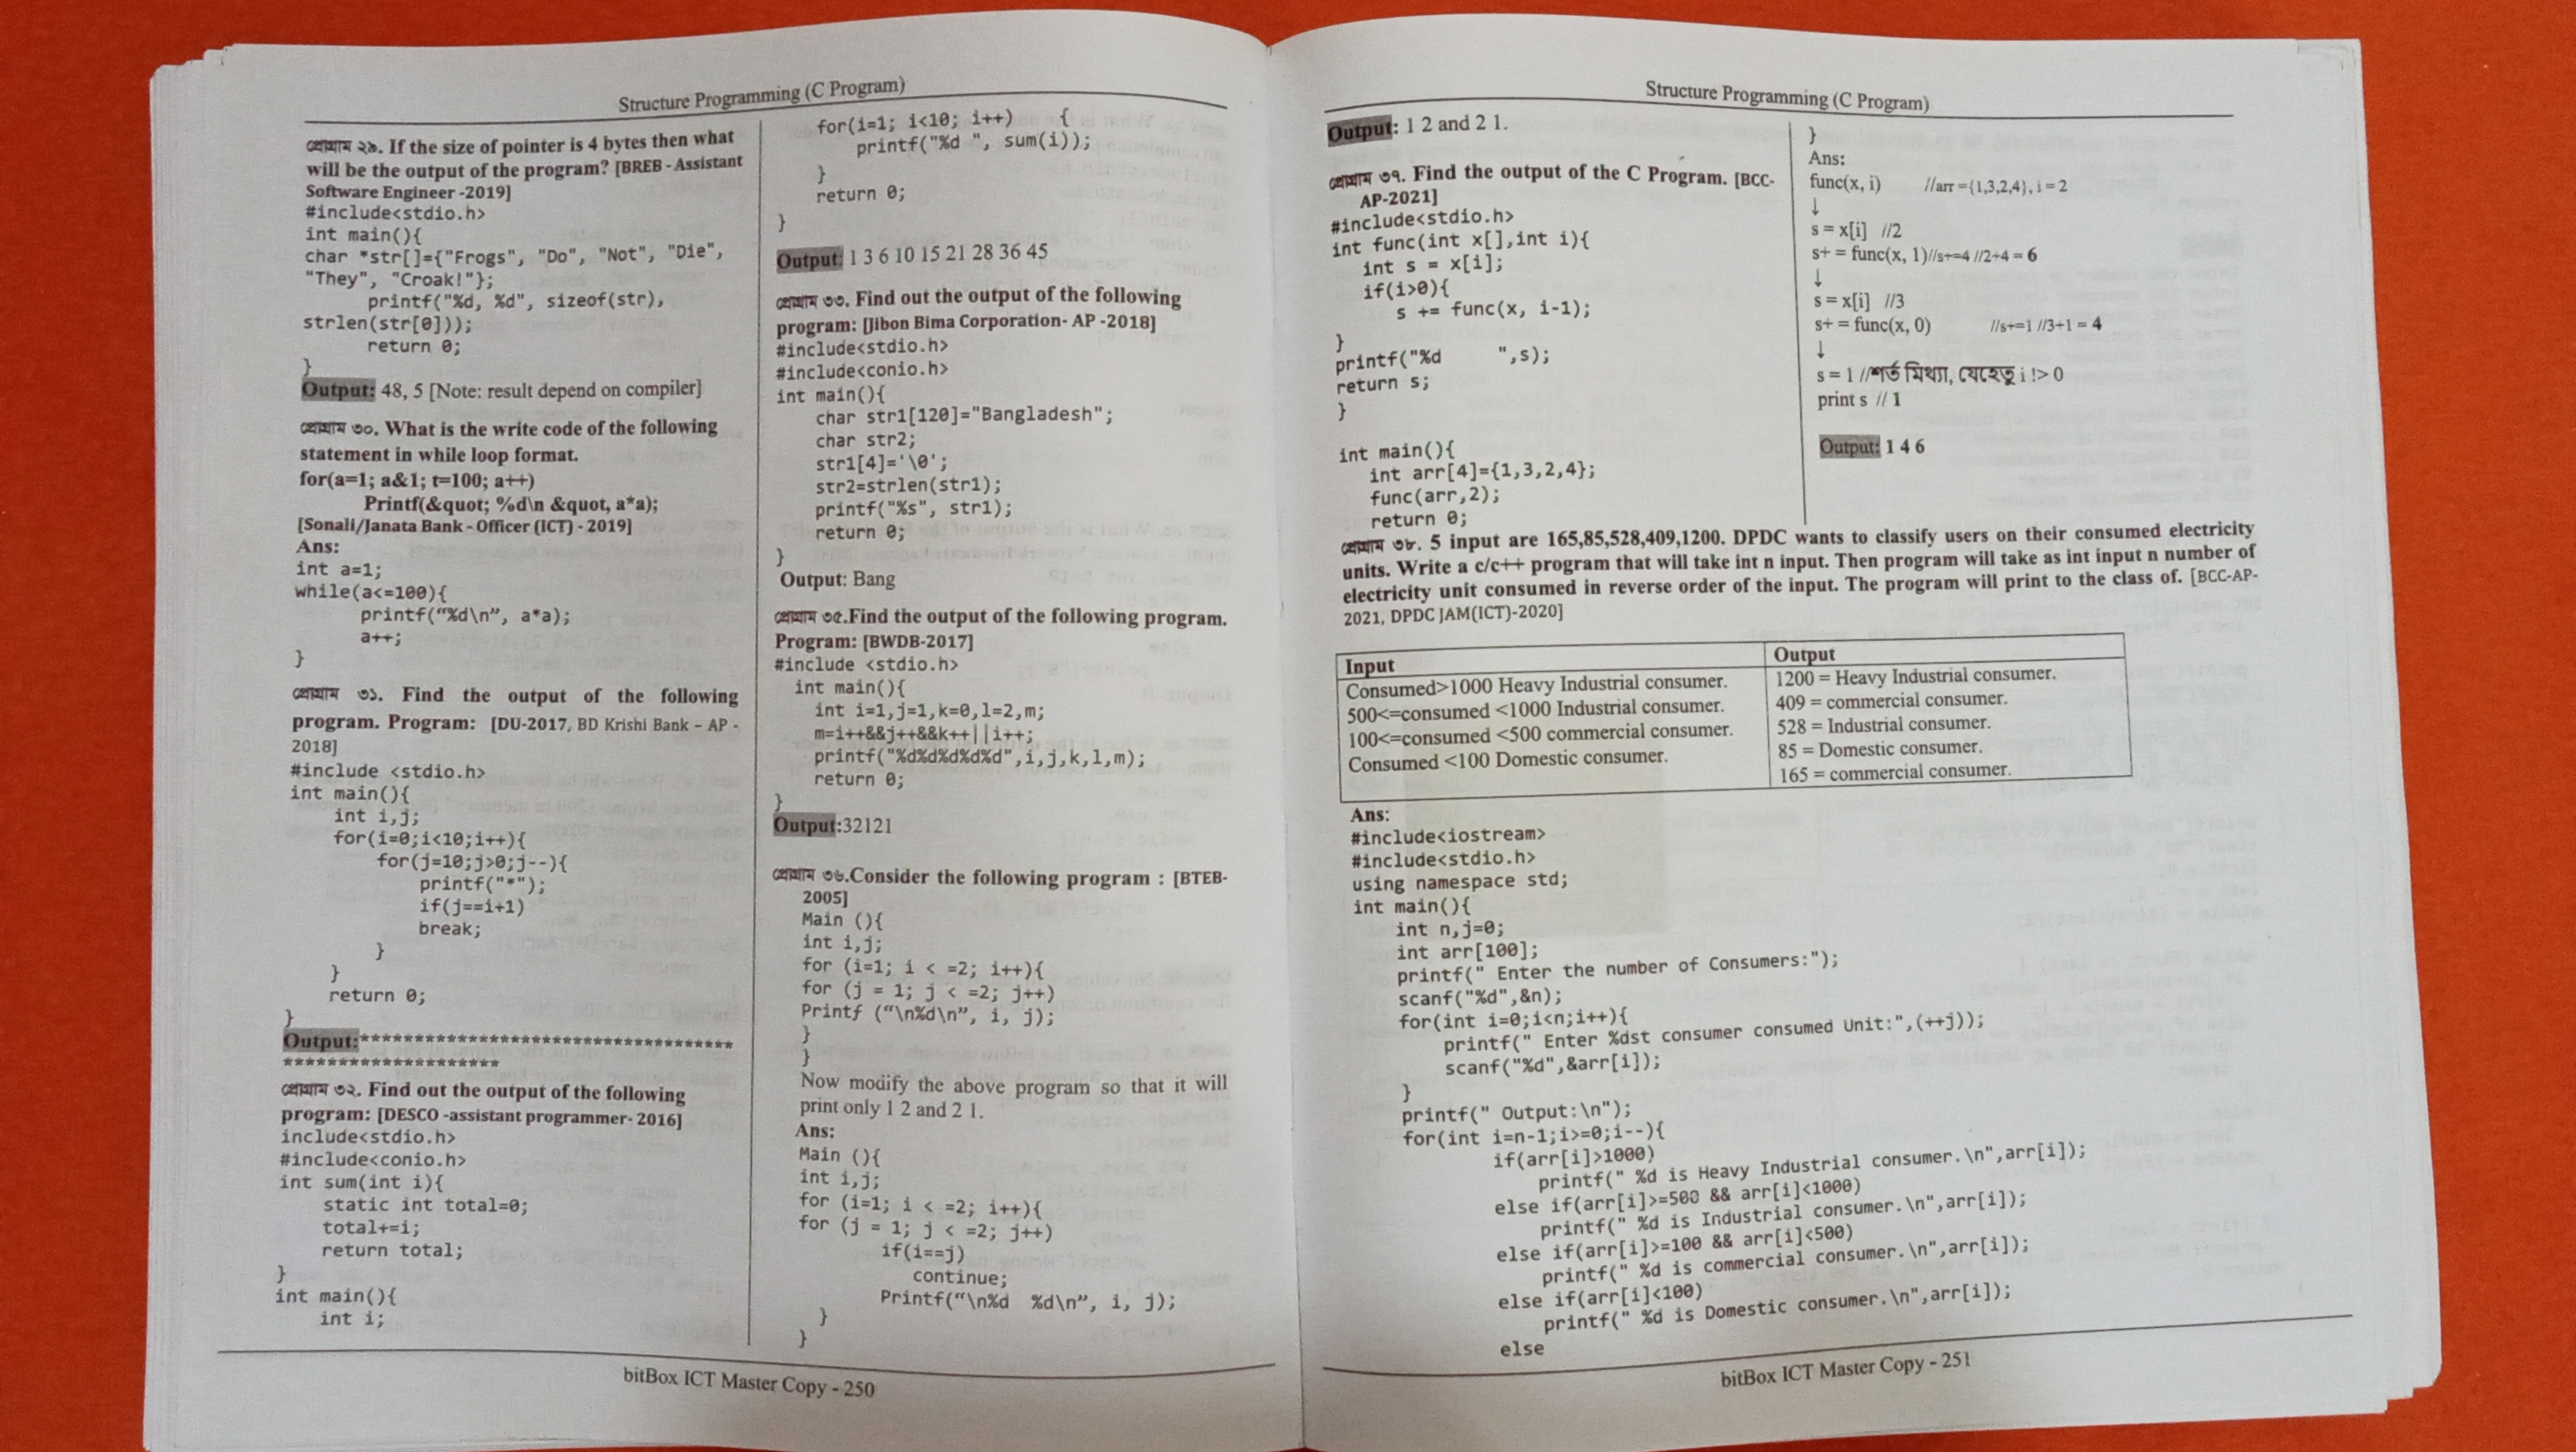 Structure Programming (C Program)
প্রোগ্রাম ২৯. If the size of pointer is 4 bytes then what
will be the output of the program? [BREB - Assistant
Software Engineer -2019]
#include<stdio.h>
int main(){
char *str[]={"Frogs", "Do", "Not", "Die",
"They", "Croak!"};
printf("%d, %d", sizeof(str),
strlen(str[0]));
return 0;
}
Output: 48, 5 [Note: result depend on compiler]
প্রোগ্রাম ৩০. What is the write code of the following
statement in while loop format.
for(a=1; a&1; t=100; a++)
Printf(&quot; %d\n &quot, a*a);
[Sonali/Janata Bank - Officer (ICT) - 2019]
Ans:
int a=1;
while(a<=100){
printf(“%d\n”, a*a);
a++;
}
প্রোগ্রাম ৩১. Find the output of the following
program. Program: [DU-2017, BD Krishi Bank – AP -
2018]
#include <stdio.h>
int main(){
int i,j;
for(i=0;i<10;i++){
for(j=10;j>0;j--){
printf("*");
if(j==i+1)
break;
}
}
return 0;
}
Output:**********************************
********************
প্রোগ্রাম ৩২. Find out the output of the following
program: [DESCO -assistant programmer- 2016]
include<stdio.h>
#include<conio.h>
int sum(int i){
static int total=0;
total+=i;
return total;
}
int main(){
int i;
for(i=1; i<10; i++) {
printf("%d ", sum(i));
}
return 0;
}
Output: 1 3 6 10 15 21 28 36 45
প্রোগ্রাম ৩৩. Find out the output of the following
program: [Jibon Bima Corporation- AP -2018]
#include<stdio.h>
#include<conio.h>
int main(){
char str1[120]="Bangladesh";
char str2;
str1[4]='\0';
str2=strlen(str1);
printf("%s", str1);
return 0;
}
Output: Bang
প্রোগ্রাম ৩৫.Find the output of the following program.
Program: [BWDB-2017]
#include <stdio.h>
int main(){
int i=1,j=1,k=0,l=2,m;
m=i++&&j++&&k++||i++;
printf("%d%d%d%d%d",i,j,k,l,m);
return 0;
}
Output:32121
প্রোগ্রাম ৩৬.Consider the following program : [BTEB-
2005]
Main (){
int i,j;
for (i=1; i < =2; i++){
for (j = 1; j < =2; j++)
Printf (“\n%d\n”, i, j);
}
}
Now modify the above program so that it will
print only 1 2 and 2 1.
Ans:
Main (){
int i,j;
for (i=1; i < =2; i++){
for (j = 1; j < =2; j++)
if(i==j)
continue;
Printf(“\n%d %d\n”, i, j);
}
}
bitBox ICT Master Copy - 250
Structure Programming (C Program)
Output: 1 2 and 2 1.
প্রোগ্রাম ৩৭. Find the output of the C Program. [BCC-
AP-2021]
#include<stdio.h>
int func(int x[],int i){
int s = x[i];
if(i>0){
s += func(x, i-1);
}
printf("%d ",s);
return s;
}
int main(){
int arr[4]={1,3,2,4};
func(arr,2);
return 0;
}
Ans:
func(x, i) //arr ={1,3,2,4}, i = 2
↓
s = x[i] //2
s+ = func(x, 1)//s+=4 //2+4 = 6
↓
s = x[i] //3
s+ = func(x, 0) //s+=1 //3+1 = 4
↓
s = 1 //শর্ত মিথ্যা, যেহেতু i !> 0
print s // 1
Output: 1 4 6
প্রোগ্রাম ৩৮. 5 input are 165,85,528,409,1200. DPDC wants to classify users on their consumed electricity
units. Write a c/c++ program that will take int n input. Then program will take as int input n number of
electricity unit consumed in reverse order of the input. The program will print to the class of. [BCC-AP-
2021, DPDC JAM(ICT)-2020]
Input
Consumed>1000 Heavy Industrial consumer.
500<=consumed <1000 Industrial consumer.
100<=consumed <500 commercial consumer.
Consumed <100 Domestic consumer.
Output
1200 = Heavy Industrial consumer.
409 = commercial consumer.
528 = Industrial consumer.
85 = Domestic consumer.
165 = commercial consumer.
Ans:
#include<iostream>
#include<stdio.h>
using namespace std;
int main(){
int n,j=0;
int arr[100];
printf(" Enter the number of Consumers:");
scanf("%d",&n);
for(int i=0;i<n;i++){
printf(" Enter %dst consumer consumed Unit:",(++j));
scanf("%d",&arr[i]);
}
printf(" Output:\n");
for(int i=n-1;i>=0;i--){
if(arr[i]>1000)
printf(" %d is Heavy Industrial consumer.\n",arr[i]);
else if(arr[i]>=500 && arr[i]<1000)
printf(" %d is Industrial consumer.\n",arr[i]);
else if(arr[i]>=100 && arr[i]<500)
printf(" %d is commercial consumer.\n",arr[i]);
else if(arr[i]<100)
printf(" %d is Domestic consumer.\n",arr[i]);
else
bitBox ICT Master Copy - 251